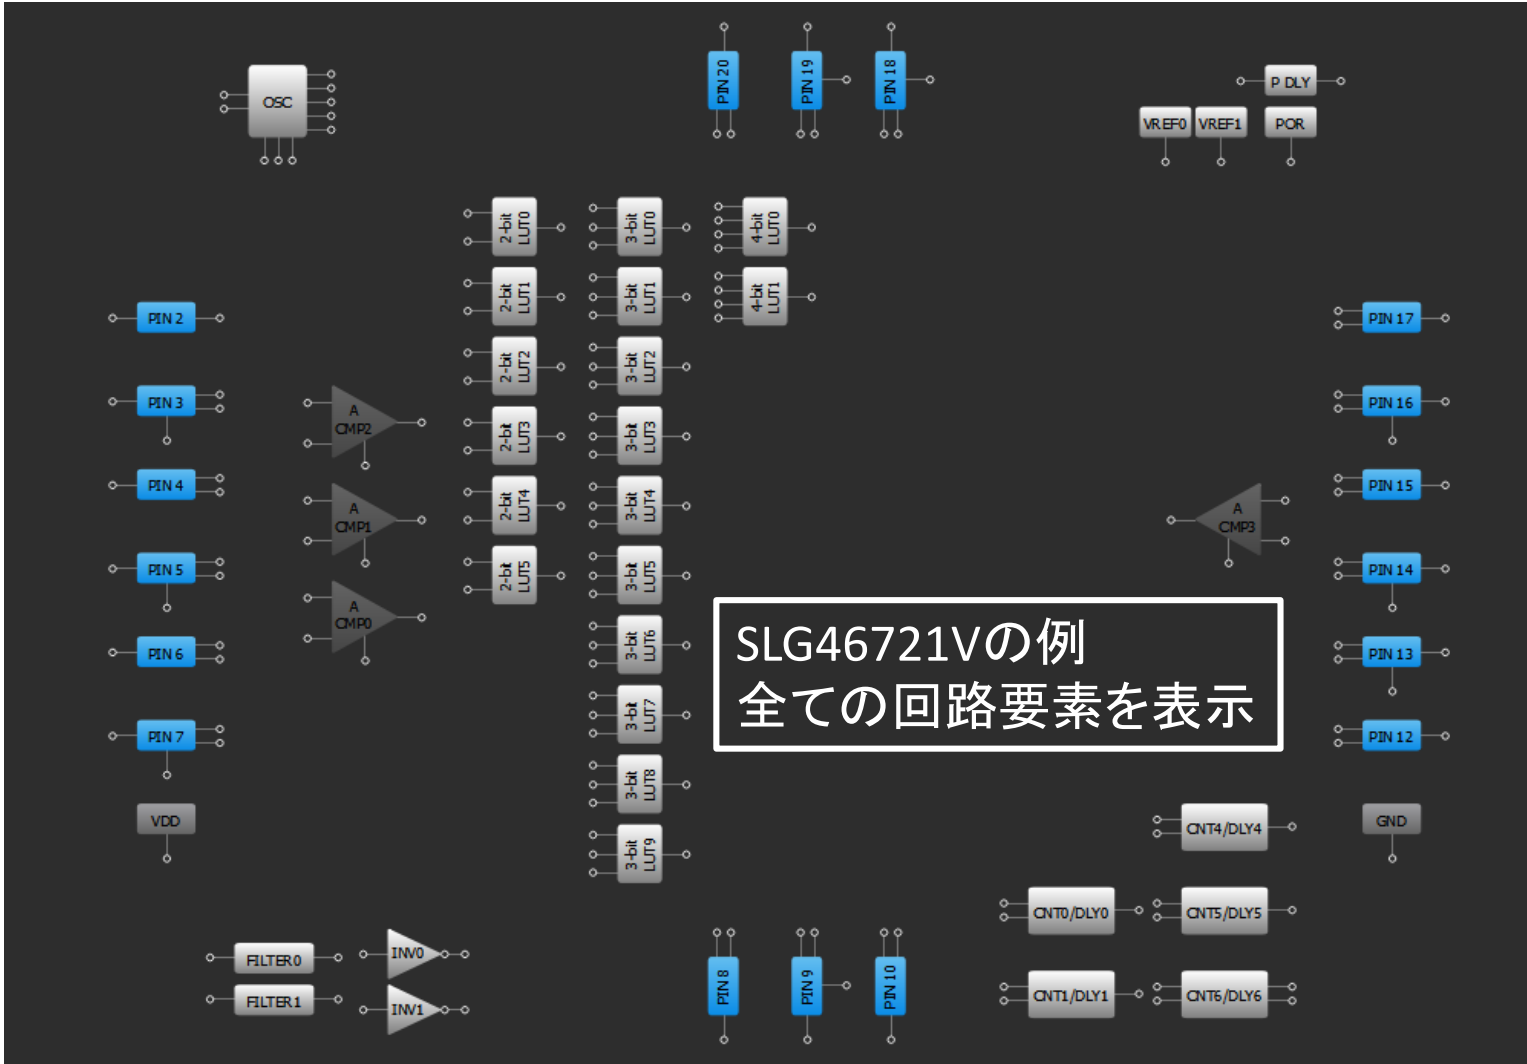 PIN 20
PIN 19
PIN 18
OSC
P DLY
VREF0
VREF1
POR
2-bit LUT0
3-bit LUT0
4-bit LUT0
2-bit LUT1
3-bit LUT1
4-bit LUT1
PIN 2
PIN 17
2-bit LUT2
3-bit LUT2
PIN 3
A
CMP2
PIN 16
2-bit LUT3
3-bit LUT3
PIN 4
PIN 15
2-bit LUT4
3-bit LUT4
A
CMP1
A
CMP3
PIN 5
2-bit LUT5
3-bit LUT5
PIN 14
A
CMP0
PIN 6
3-bit LUT6
SLG46721Vの例
全ての回路要素を表示
PIN 13
3-bit LUT7
PIN 7
PIN 12
3-bit LUT8
VDD
CNT4/DLY4
GND
3-bit LUT9
CNT0/DLY0
CNT5/DLY5
FILTER0
INV0
FILTER1
INV1
PIN 8
PIN 9
PIN 10
CNT1/DLY1
CNT6/DLY6